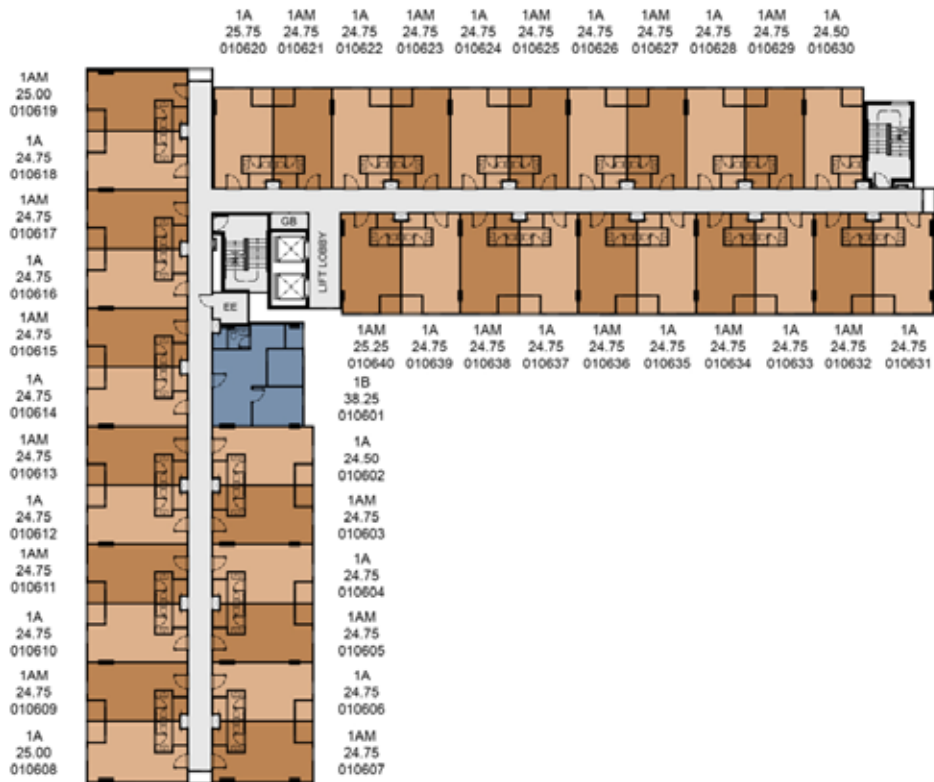 1A
25.75
010620
1AM
24.75
010621
1A
24.75
010622
1AM
24.75
010623
1A
24.75
010624
1AM
24.75
010625
1A
24.75
010626
1AM
24.75
010627
1A
24.75
010628
1AM
24.75
010629
1A
24.50
010630
1AM
25.00
010619
1A
24.75
010618
1AM
24.75
010617
1A
24.75
010616
1AM
24.75
010615
1A
24.75
010614
1AM
24.75
010613
1A
24.75
010612
1AM
24.75
010611
1A
24.75
010610
1AM
24.75
010609
1A
25.00
010608
GB
LIFT LOBBY
EE
1AM
25.25
010640
1A
24.75
010639
1AM
24.75
010638
1A
24.75
010637
1AM
24.75
010636
1A
24.75
010635
1AM
24.75
010634
1A
24.75
010633
1AM
24.75
010632
1A
24.75
010631
1B
38.25
010601
1A
24.50
010602
1AM
24.75
010603
1A
24.75
010604
1AM
24.75
010605
1A
24.75
010606
1AM
24.75
010607